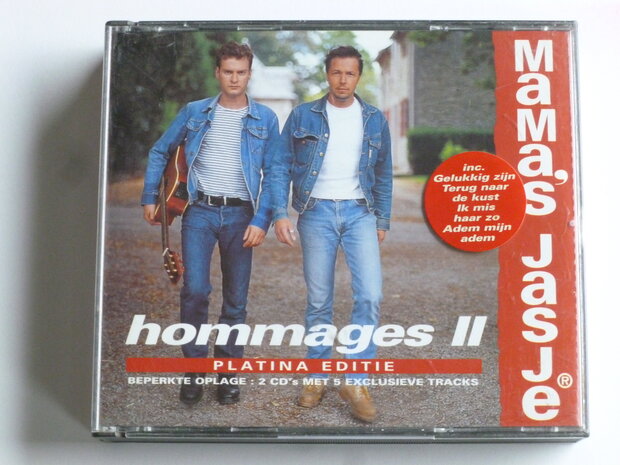 MaMa's Jasje®
inc.
Gelukkig zijn
Terug naar
de kust
Ik mis
haar zo
Adem mijn
adem
hommages II
PLATINA EDITIE
BEPERKTE OPLAGE : 2 CD's MET 5 EXCLUSIEVE TRACKS